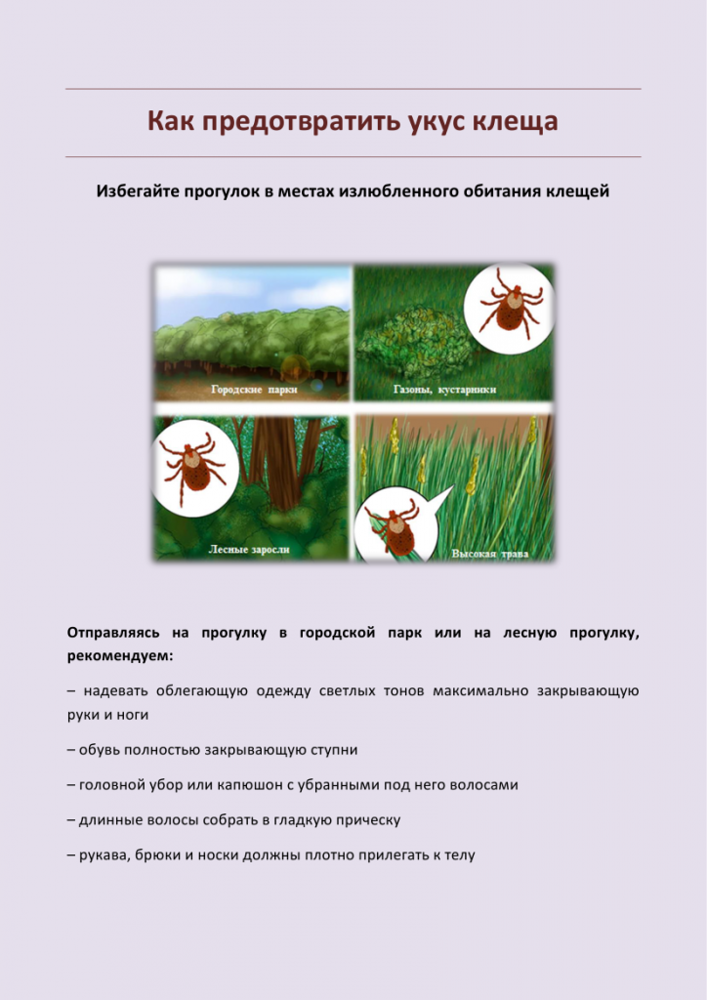 Как предотвратить укус клеща
Избегайте прогулок в местах излюбленного обитания клещей
Городские парки
Газоны, кустарники
Лесные заросли
Высокая трава
Отправляясь на прогулку в городской парк или на лесную прогулку,
рекомендуем:
– надевать облегающую одежду светлых тонов максимально закрывающую
руки и ноги
– обувь полностью закрывающую ступни
– головной убор или капюшон с убранными под него волосами
– длинные волосы собрать в гладкую прическу
– рукава, брюки и носки должны плотно прилегать к телу